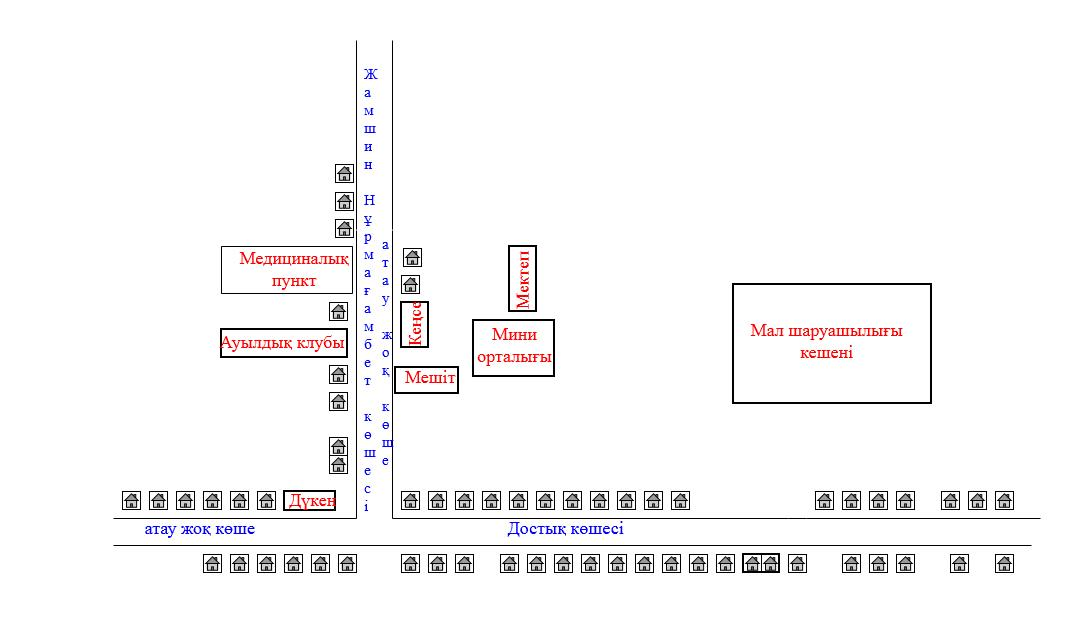 Жамшин Нұрмағамбет көшесі
атау жоқ көше
Медициналық
пункт
Ауылдық клубы
Кеңсе
Мешіт
Мектеп
Мини
орталығы
Мал шаруашылығы
кешені
Дүкен
атау жоқ көше
Достық көшесі